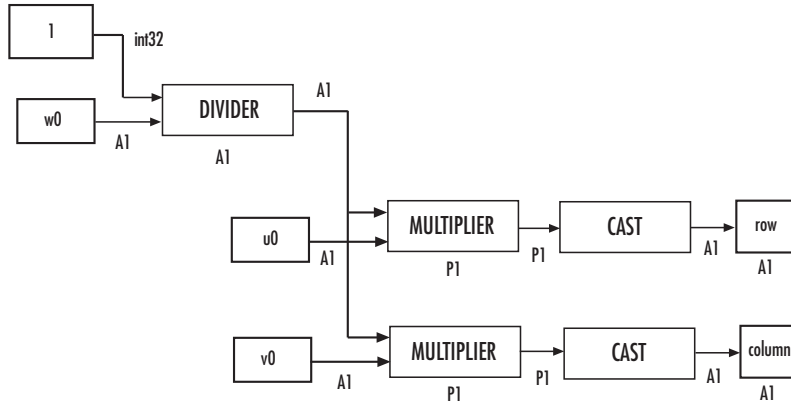 1
int32
w0
A1
DIVIDER
A1
A1
u0
A1
MULTIPLIER
P1
P1
CAST
A1
row
A1
v0
A1
MULTIPLIER
P1
P1
CAST
A1
column
A1